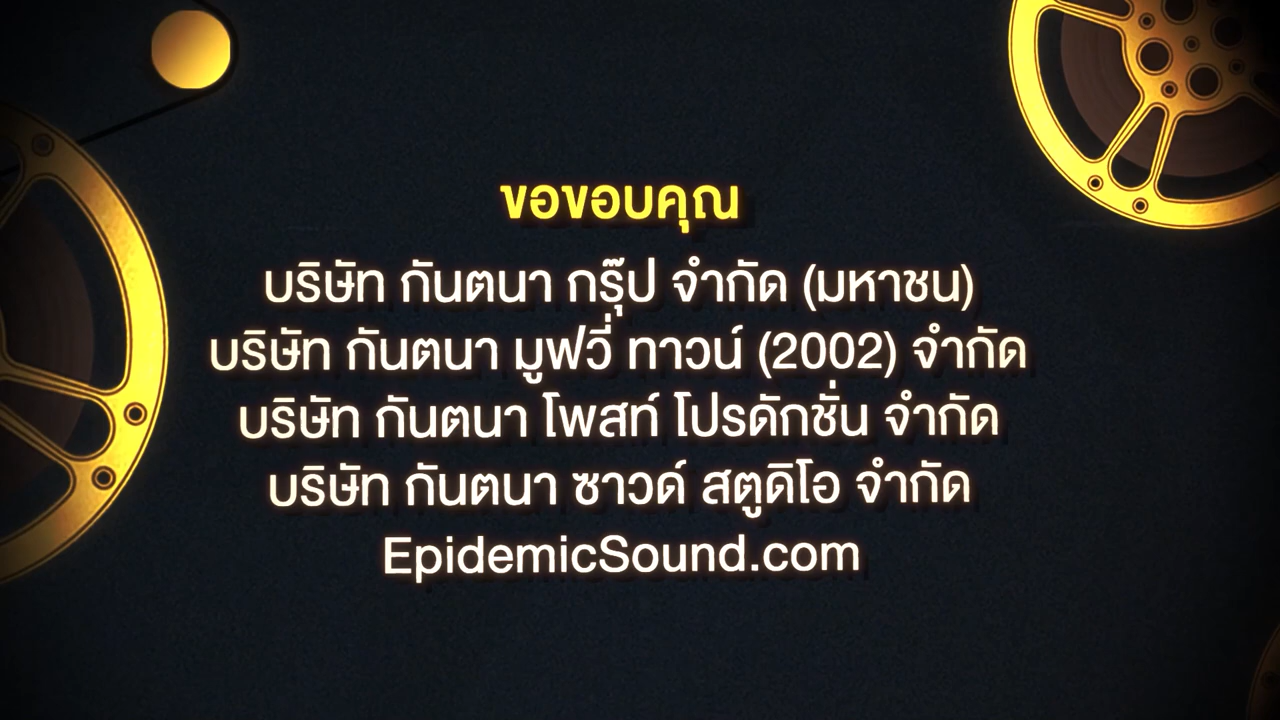 ขอขอบคุณ
บริษัท กันตนา กรุ๊ป จำกัด (มหาชน)
บริษัท กันตนา มูฟวี่ ทาวน์ (2002) จำกัด
บริษัท กันตนา โพสท์ โปรดักชั่น จำกัด
บริษัท กันตนา ซาวด์ สตูดิโอ จำกัด
EpidemicSound.com